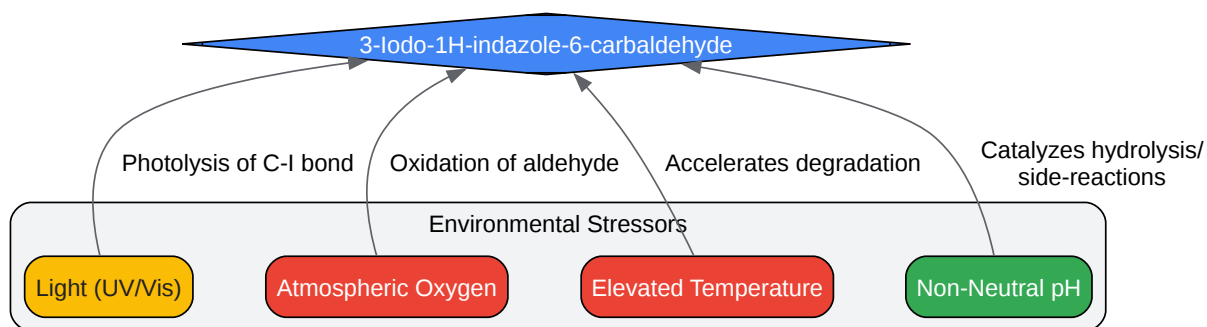 3-Iodo-1H-indazole-6-carbaldehyde
Photolysis of C-I bond
Oxidation of aldehyde
Accelerates degradation
Catalyzes hydrolysis/
side-reactions
Environmental Stressors
Light (UV/Vis)
Atmospheric Oxygen
Elevated Temperature
Non-Neutral pH